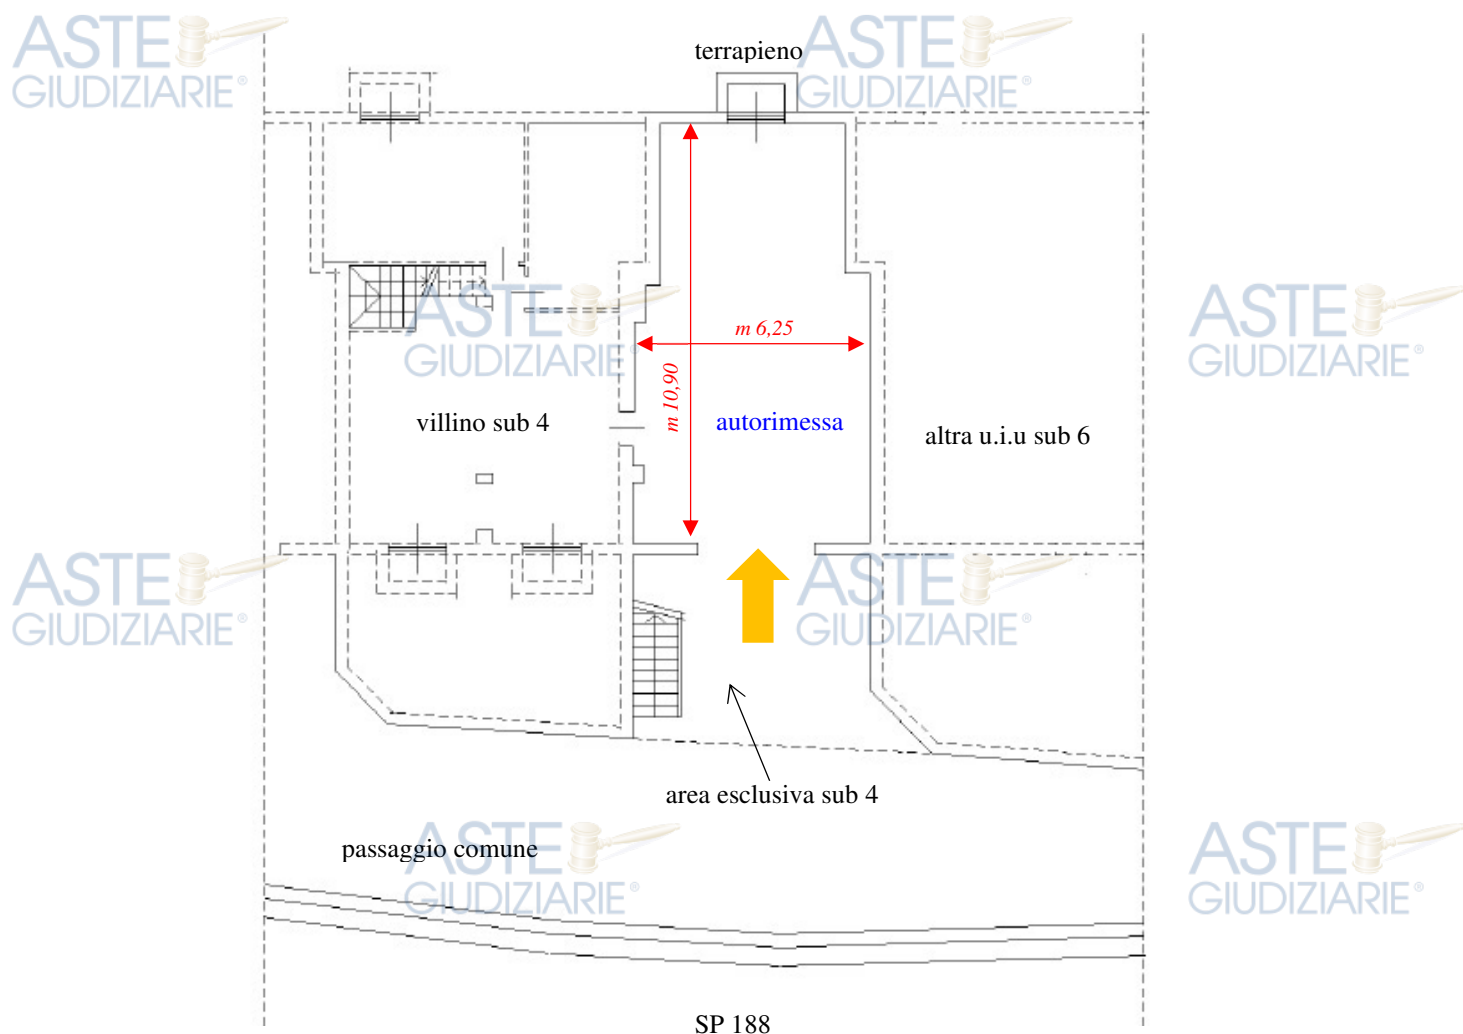 ASTE
GIUDIZIARIE®
terrapieno
ASTE
GIUDIZIARIE®
ASTE
GIUDIZIARIE®
m 6,25
ASTE
GIUDIZIARIE®
m 10,90
villino sub 4
autorimessa
altra u.i.u sub 6
ASTE
GIUDIZIARIE®
ASTE
GIUDIZIARIE®
area esclusiva sub 4
passaggio comune
ASTE
GIUDIZIARIE®
ASTE
GIUDIZIARIE®
SP 188